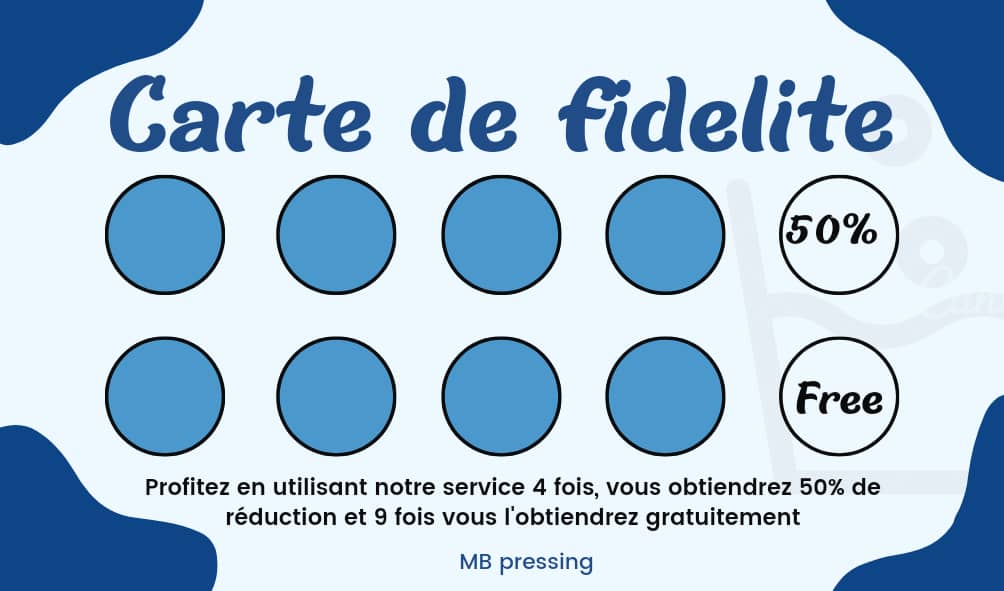 Carte de fidelite
50%
Free
Profitez en utilisant notre service 4 fois, vous obtiendrez 50% de
réduction et 9 fois vous l'obtiendrez gratuitement
MB pressing